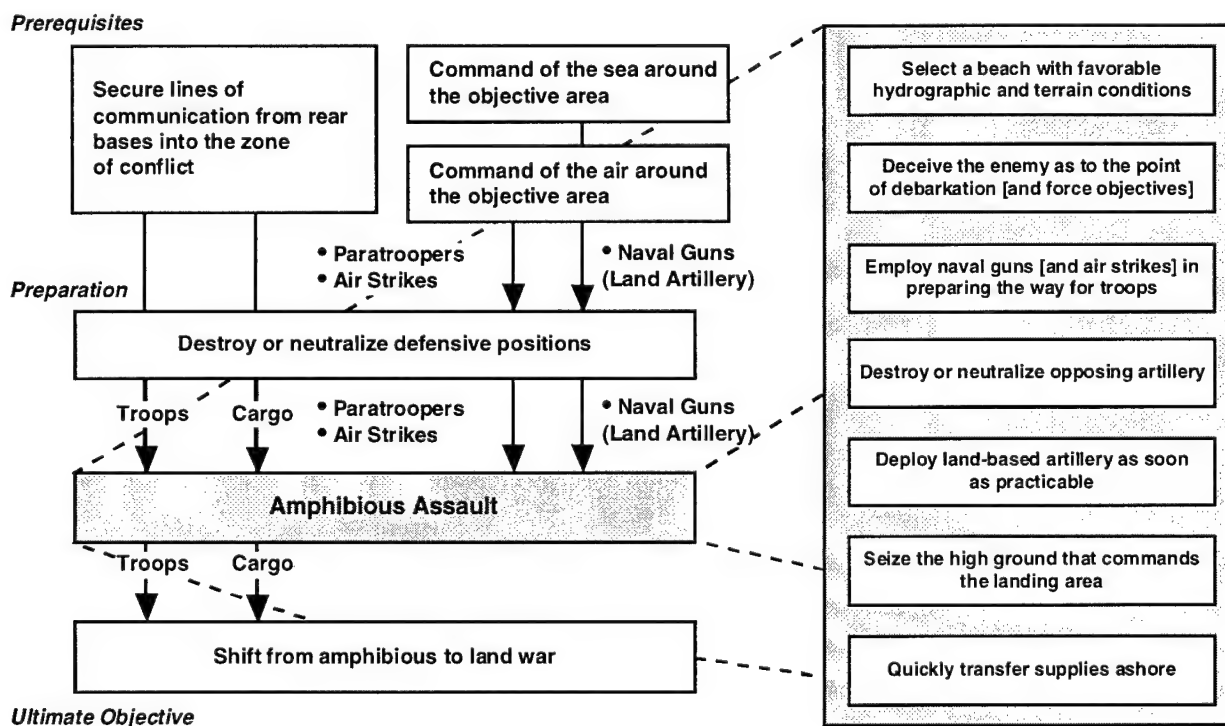 Prerequisites
Secure lines of
communication from rear
bases into the zone
of conflict
Command of the sea around
the objective area
Command of the air around
the objective area
• Paratroopers
• Air Strikes
• Naval Guns
(Land Artillery)
Preparation
Destroy or neutralize defensive positions
Troops
Cargo
• Paratroopers
• Air Strikes
• Naval Guns
(Land Artillery)
Amphibious Assault
Troops
Cargo
Shift from amphibious to land war
Ultimate Objective
Select a beach with favorable
hydrographic and terrain conditions
Deceive the enemy as to the point
of debarkation [and force objectives]
Employ naval guns [and air strikes] in
preparing the way for troops
Destroy or neutralize opposing artillery
Deploy land-based artillery as soon
as practicable
Seize the high ground that commands
the landing area
Quickly transfer supplies ashore